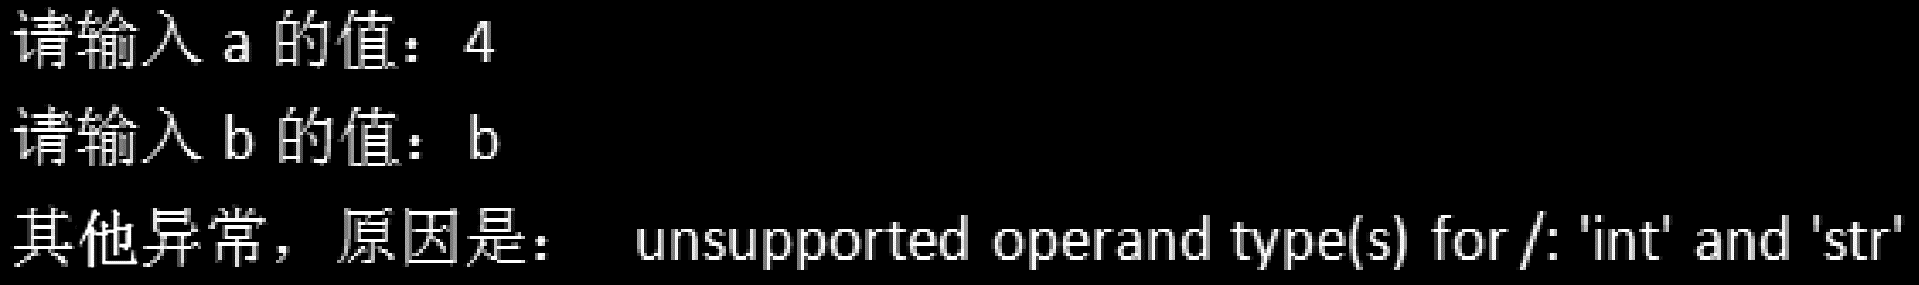 请输入 a 的值：4
请输入 b 的值：b
其他异常，原因是： unsupported operand type(s) for /: 'int' and 'str'